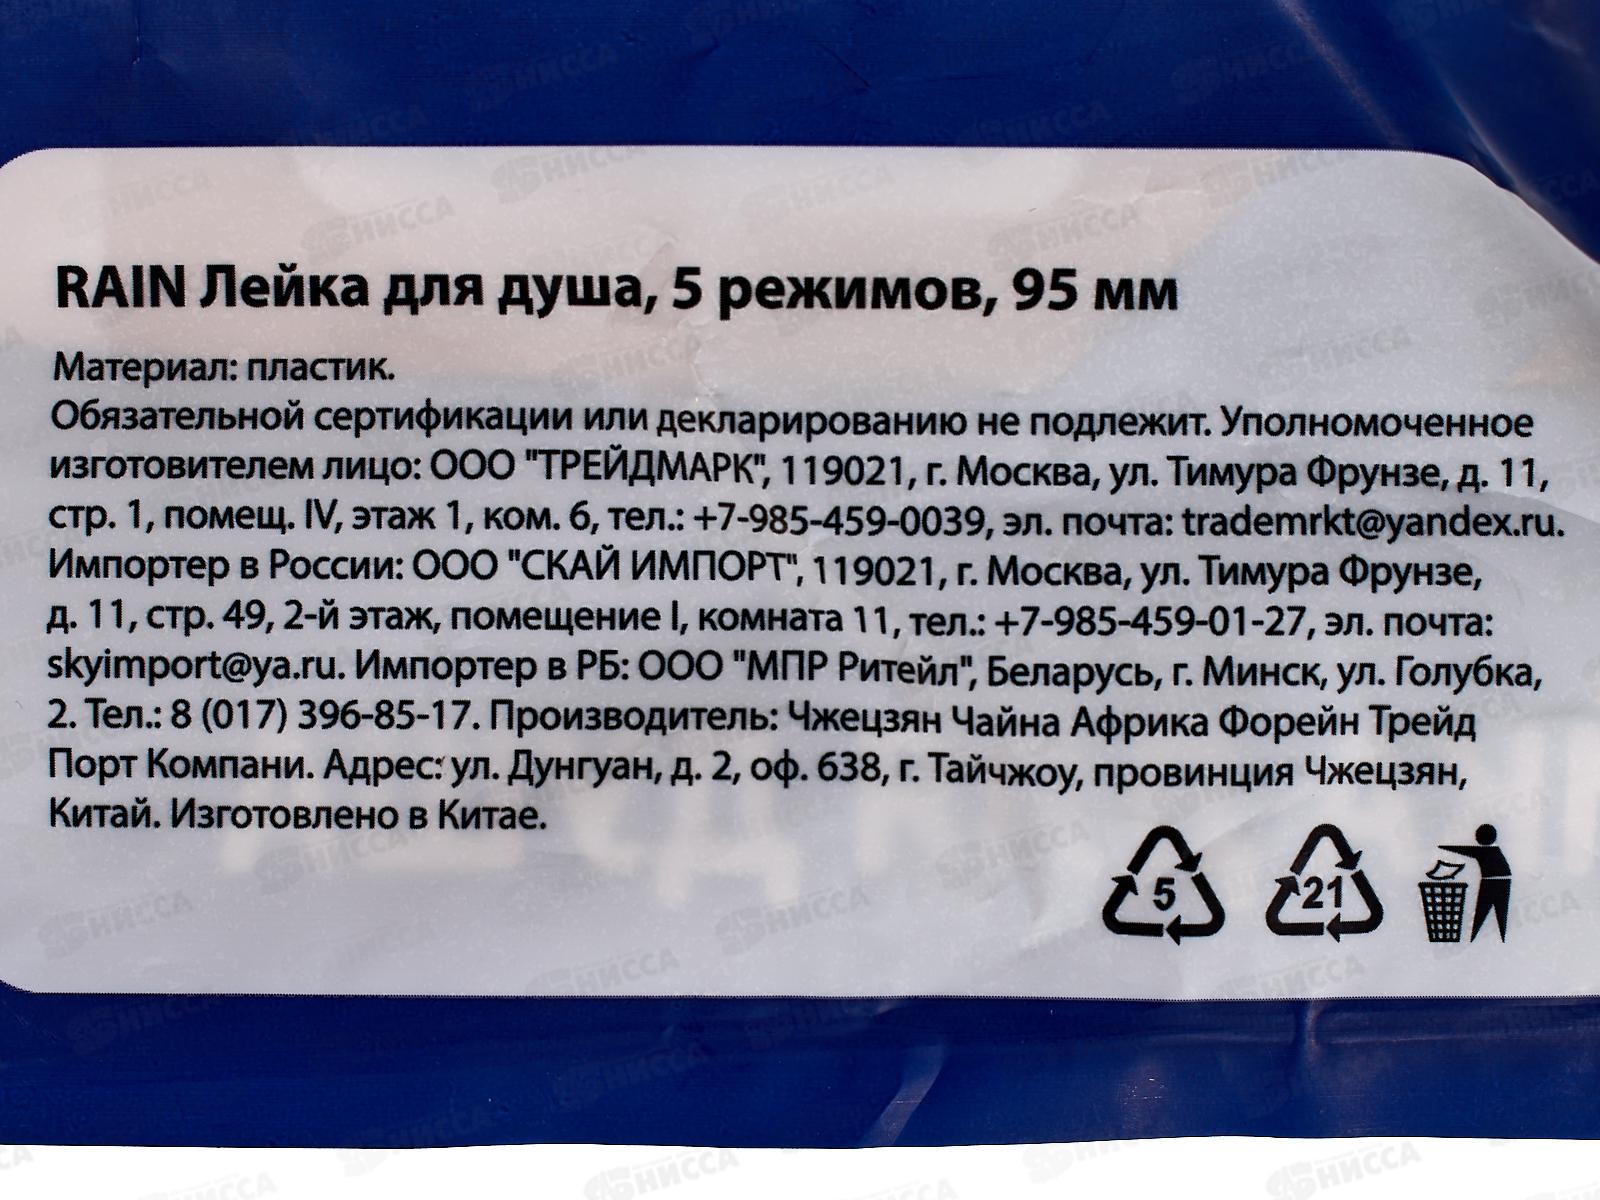 RAIN Лейка для душа, 5 режимов, 95 мм
Материал: пластик.
Обязательной сертификации или декларированию не подлежит. Уполномоченное
изготовителем лицо: ООО "ТРЕЙДМАРК", 119021, г. Москва, ул. Тимура Фрунзе, д. 11,
стр. 1, помещ. IV, этаж 1, ком. 6, тел.: +7-985-459-0039, эл. почта: trademrkt@yandex.ru.
Импортер в России: ООО "СКАЙ ИМПОРТ", 119021, г. Москва, ул. Тимура Фрунзе,
д. 11, стр. 49, 2-й этаж, помещение I, комната 11, тел.: +7-985-459-01-27, эл. почта:
skyimport@ya.ru. Импортер в РБ: ООО "МПР Ритейл", Беларусь, г. Минск, ул. Голубка,
2. Тел.: 8 (017) 396-85-17. Производитель: Чжецзян Чайна Африка Форейн Трейд
Порт Компани. Адрес: ул. Дунгуан, д. 2, оф. 638, г. Тайчжоу, провинция Чжецзян,
Китай. Изготовлено в Китае.
5 21